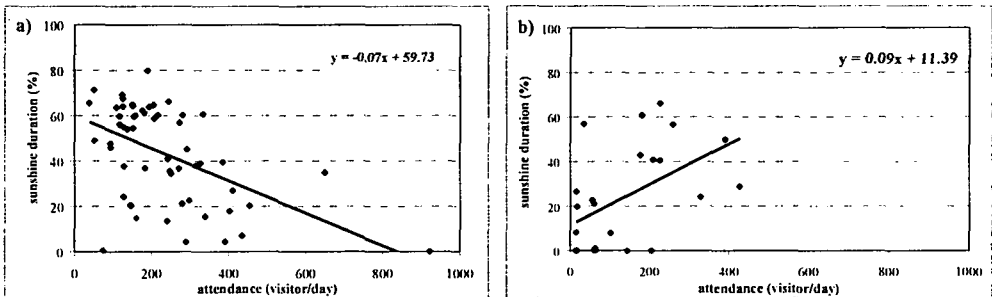 a)
y = -0.07x + 59.73
sunshine duration (%)
100
80
60
40
20
0
0 200 400 600 800 1000
attendance (visitor/day)
b)
y = 0.09x + 11.39
sunshine duration (%)
100
80
60
40
20
0
0 200 400 600 800 1000
attendance (visitor/day)